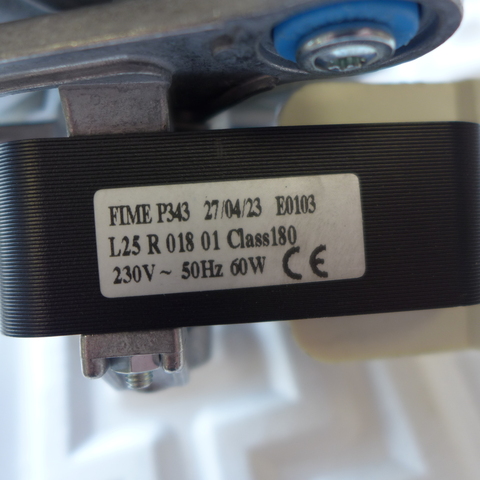 FIME P343 27/04/23 E0103
L25 R 018 01 Class180
230V ~ 50Hz 60W CE